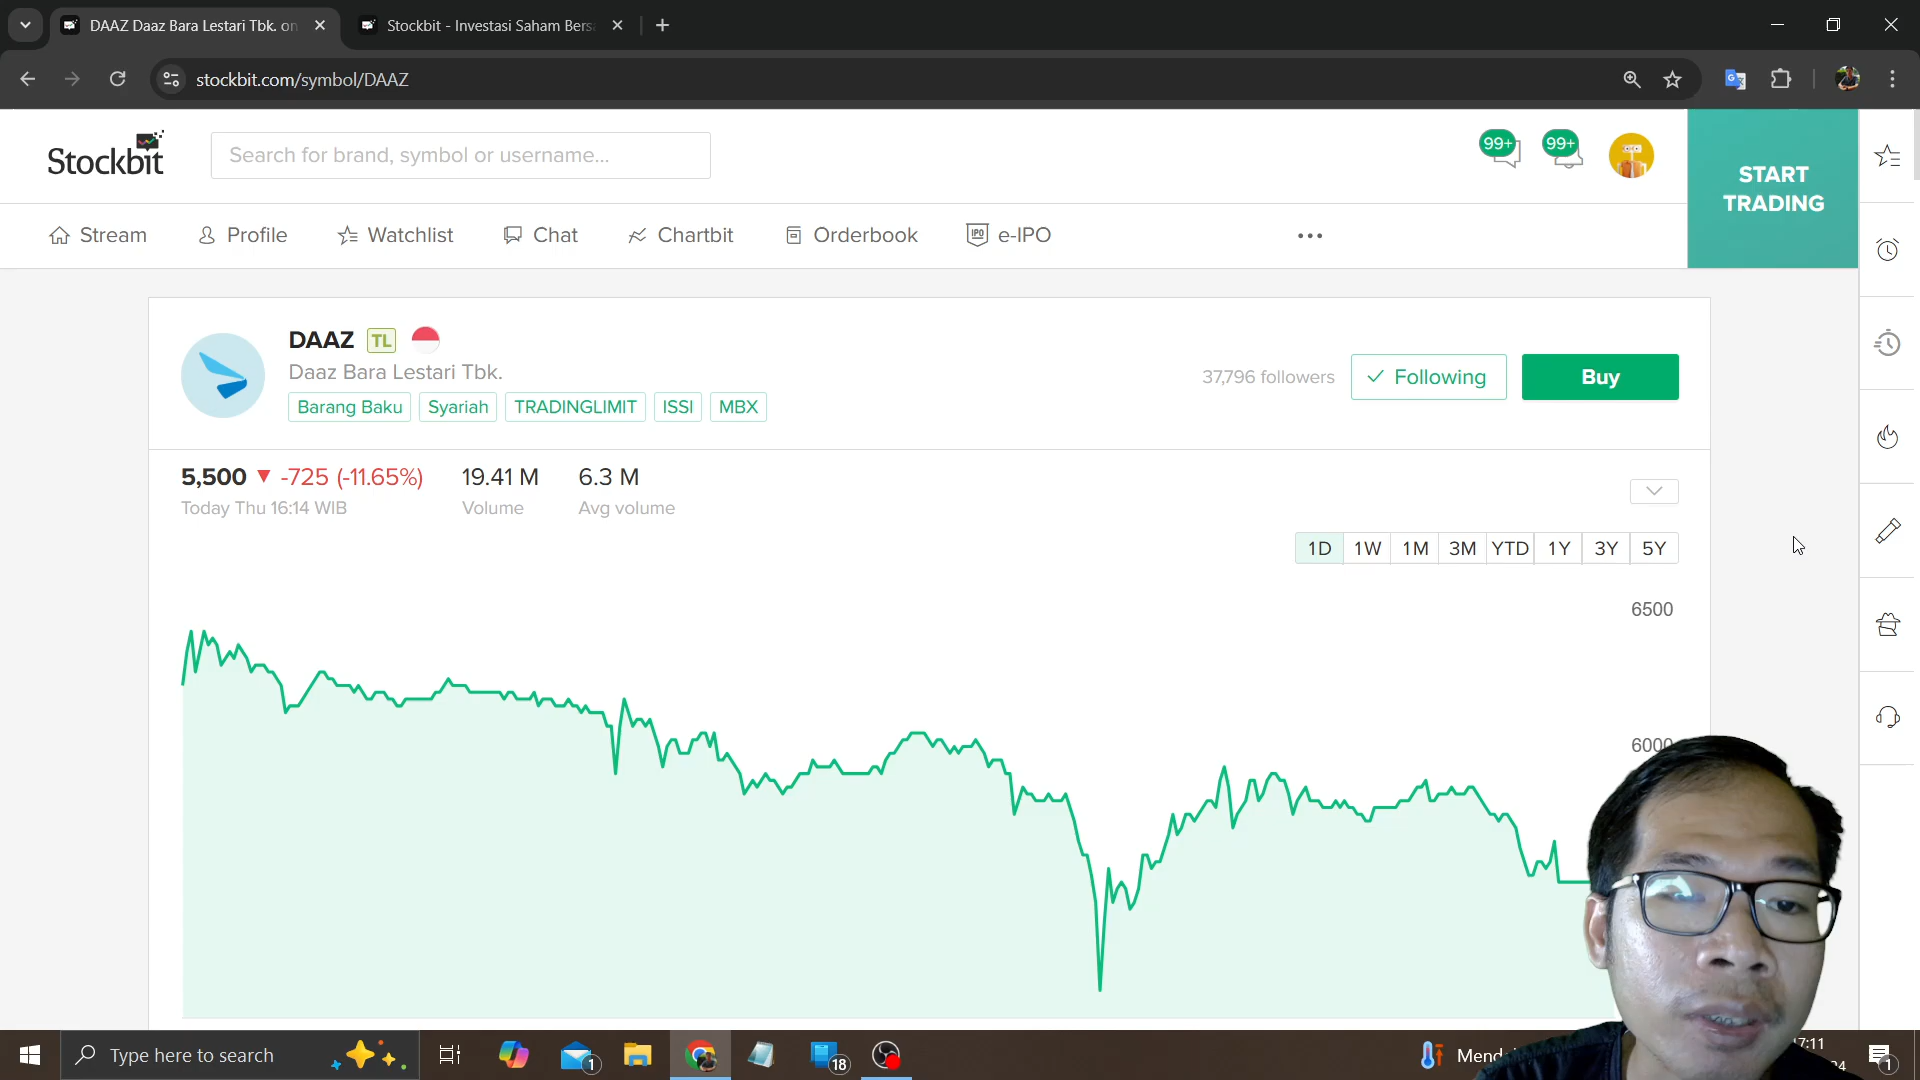 DAAZ Daaz Bara Lestari Tbk. on
Stockbit - Investasi Saham Bers
stockbit.com/symbol/DAAZ
Stockbit
Search for brand, symbol or username...
99+
99+
START
TRADING
Stream
Profile
Watchlist
Chat
Chartbit
Orderbook
IPO
e-IPO
DAAZ TL
Daaz Bara Lestari Tbk.
Barang Baku
Syariah
TRADINGLIMIT
ISSI
MBX
37,796 followers
Following
Buy
5,500 ▼ -725 (-11.65%)
19.41 M
6.3 M
Today Thu 16:14 WIB
Volume
Avg volume
1D
1W
1M
3M
YTD
1Y
3Y
5Y
6500
6000
Type here to search
1
18
1